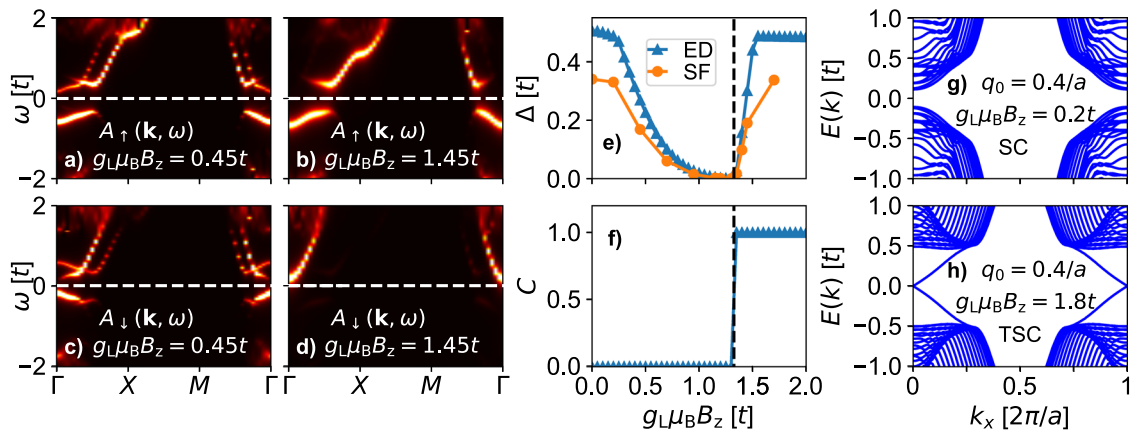 2
0
−2
ω [t]
A↑(k, ω)
a) gLμBBz = 0.45t
A↑(k, ω)
b) gLμBBz = 1.45t
2
0
−2
ω [t]
A↓(k, ω)
c) gLμBBz = 0.45t
Γ X M Γ
A↓(k, ω)
d) gLμBBz = 1.45t
Γ X M Γ
0.4
0.2
0.0
Δ [t]
ED
SF
e)
1.0
0.5
0.0
C
f)
0.0 0.5 1.0 1.5 2.0
gLμBBz [t]
1.0
0.5
0.0
−0.5
−1.0
E(k) [t]
g) q0 = 0.4/a
gLμBBz = 0.2t
SC
1.0
0.5
0.0
−0.5
−1.0
E(k) [t]
h) q0 = 0.4/a
gLμBBz = 1.8t
TSC
0 0.5 1
kx [2π/a]